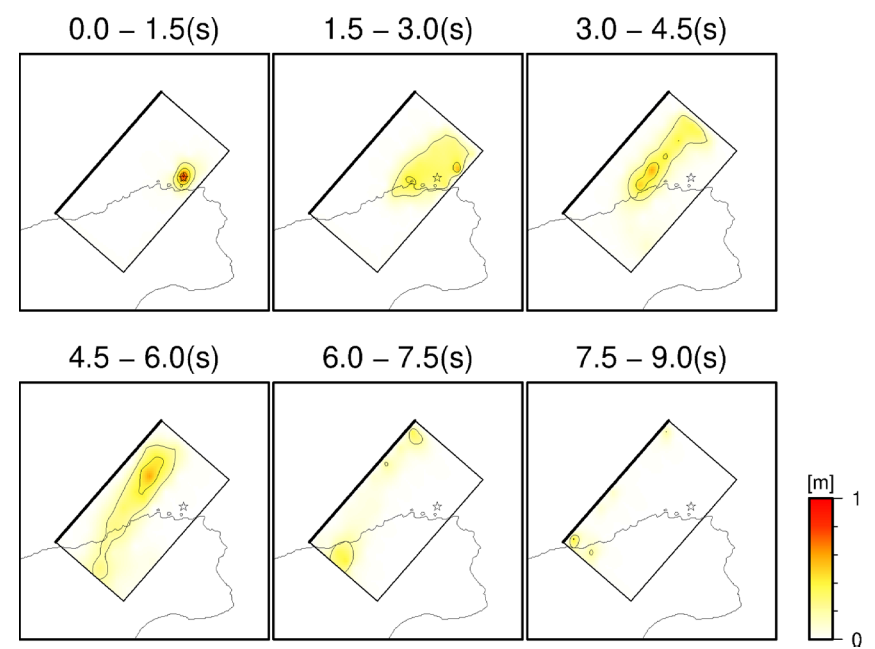 0.0 – 1.5(s)
1.5 – 3.0(s)
3.0 – 4.5(s)
4.5 – 6.0(s)
6.0 – 7.5(s)
7.5 – 9.0(s)
[m]
1
0